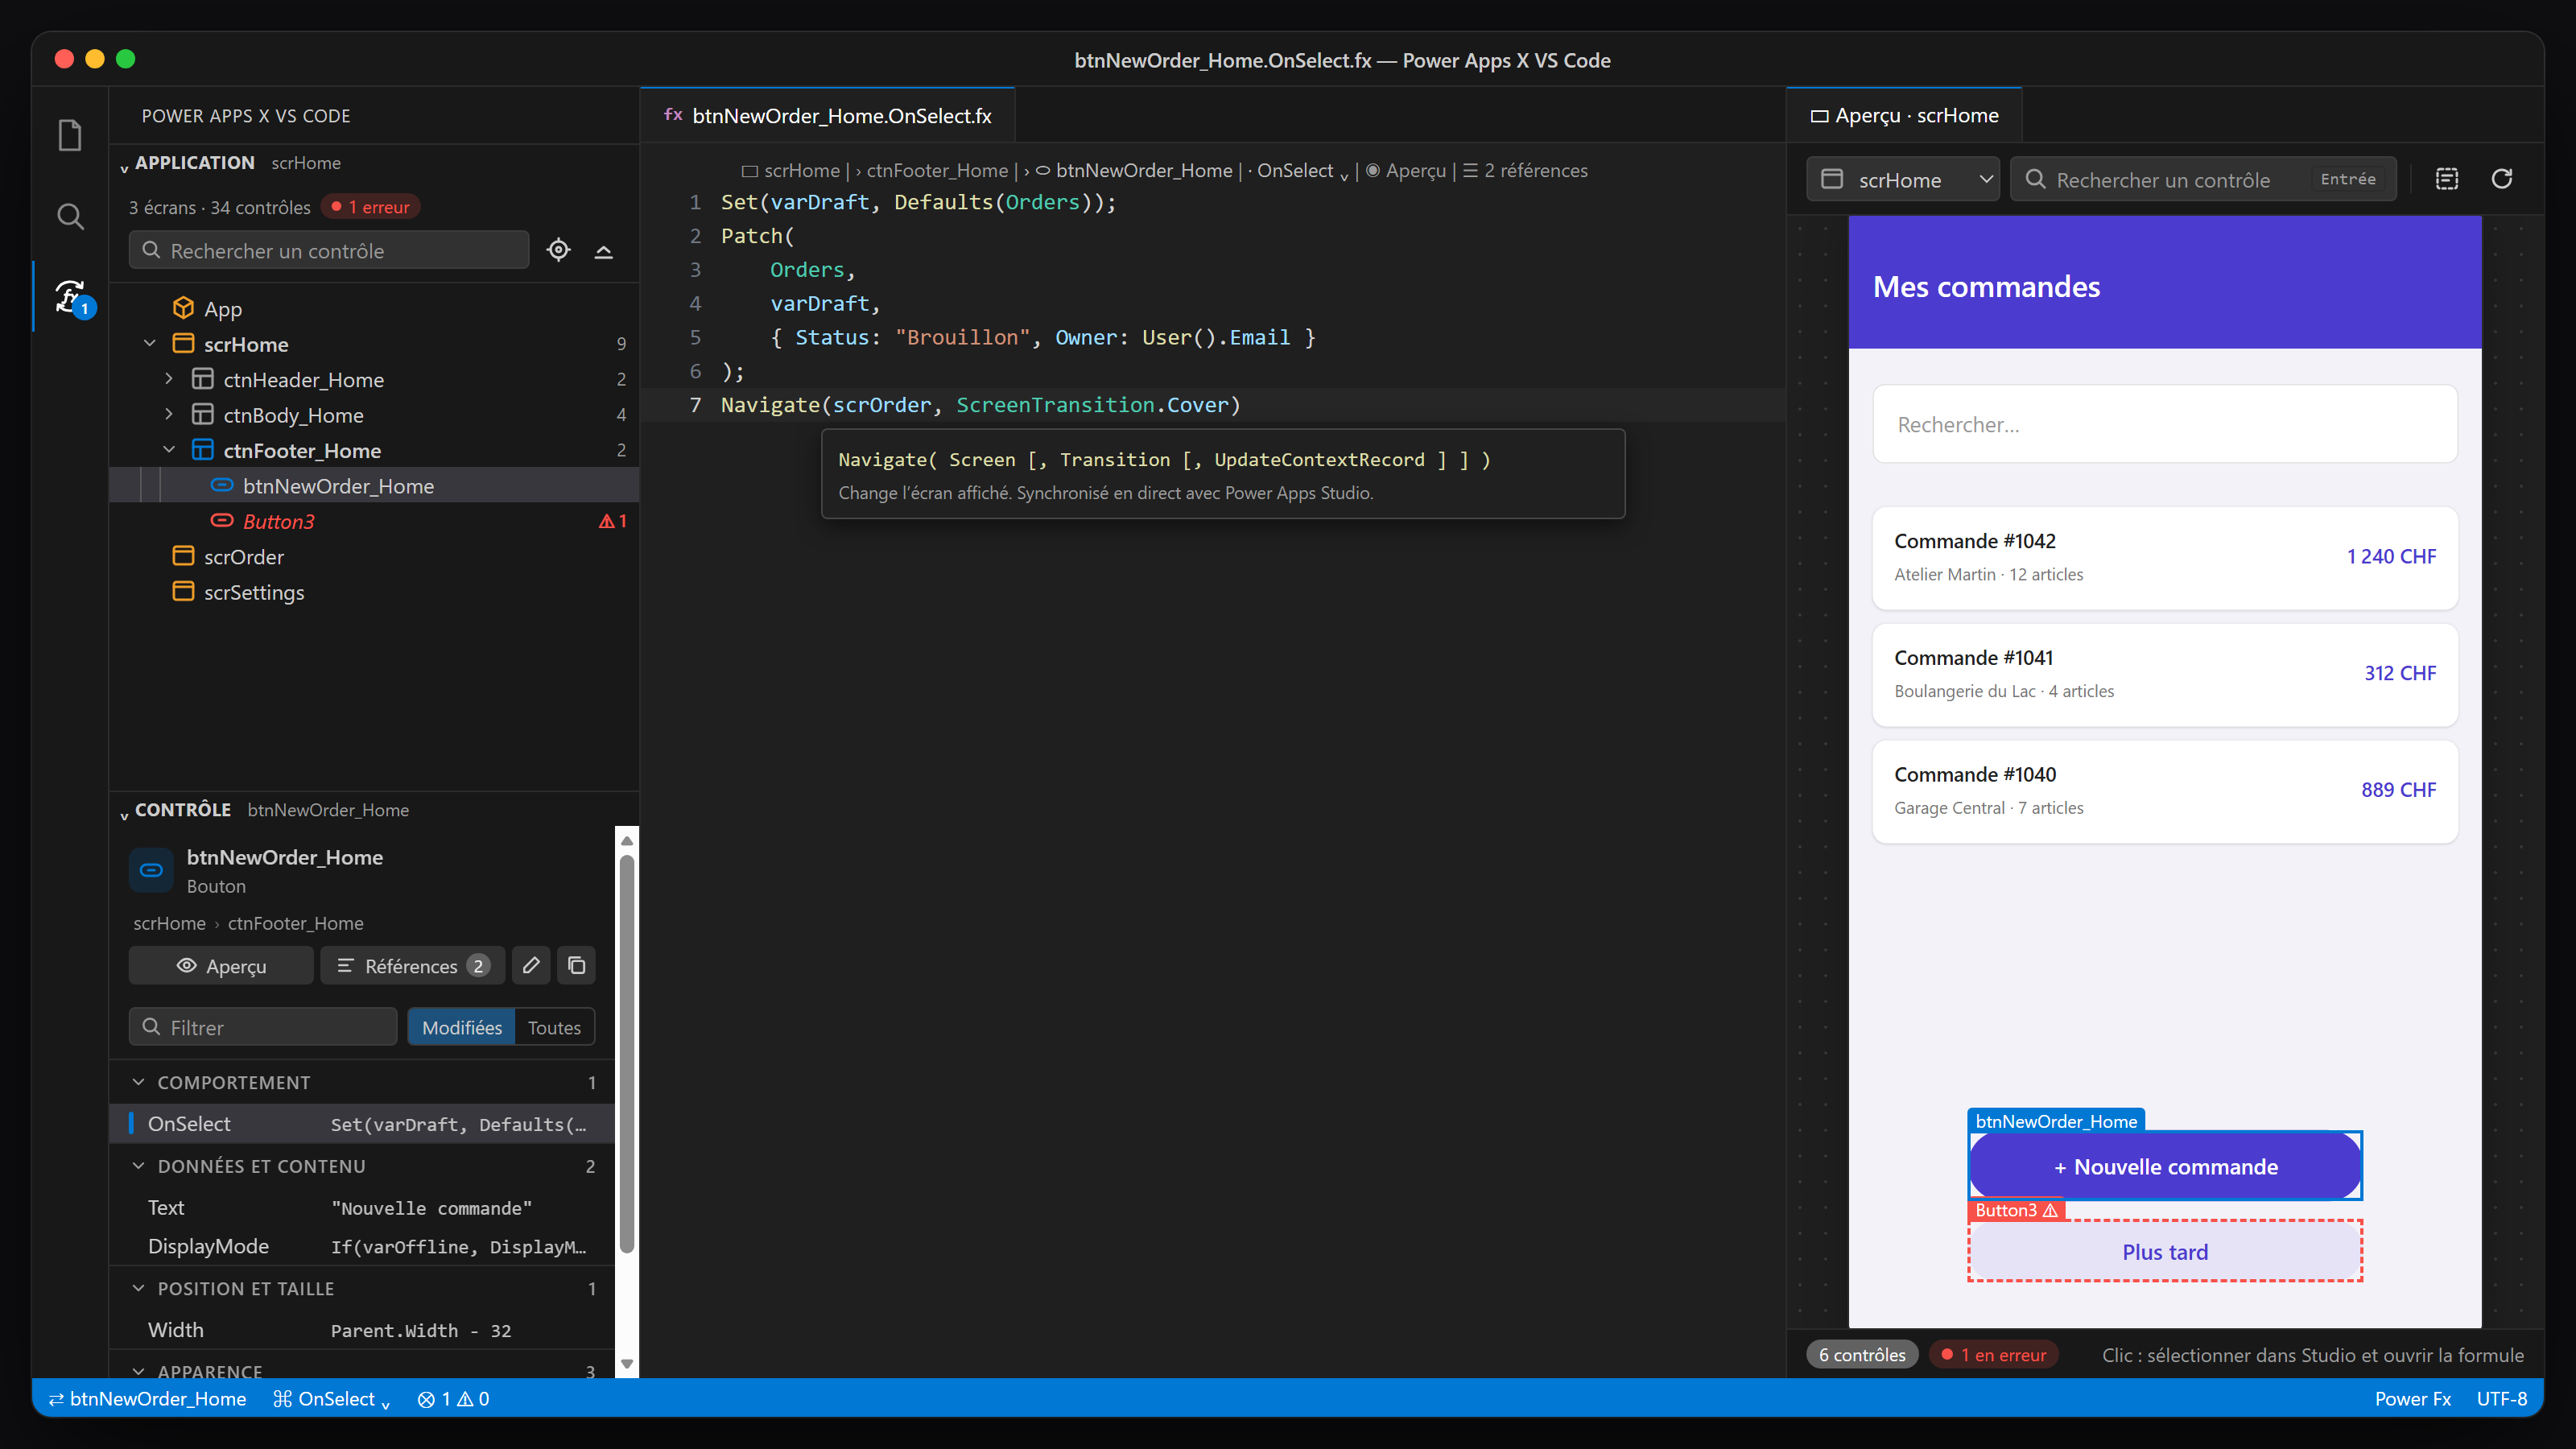 btnNewOrder_Home.OnSelect.fx — Power Apps X VS Code
POWER APPS X VS CODE
APPLICATION scrHome
3 écrans · 34 contrôles 1 erreur
Rechercher un contrôle
1
App
scrHome 9
ctnHeader_Home 2
ctnBody_Home 4
ctnFooter_Home 2
btnNewOrder_Home
Button3 ⚠1
scrOrder
scrSettings
CONTRÔLE btnNewOrder_Home
btnNewOrder_Home
Bouton
scrHome › ctnFooter_Home
Aperçu Références 2
Filtrer Modifiées Toutes
COMPORTEMENT 1
OnSelect Set(varDraft, Defaults(…
DONNÉES ET CONTENU 2
Text "Nouvelle commande"
DisplayMode If(varOffline, DisplayM…
POSITION ET TAILLE 1
Width Parent.Width - 32
APPARENCE 3
fx btnNewOrder_Home.OnSelect.fx
scrHome | › ctnFooter_Home | › btnNewOrder_Home | · OnSelect | Aperçu | ☰ 2 références
1 Set(varDraft, Defaults(Orders));
2 Patch(
3 Orders,
4 varDraft,
5 { Status: "Brouillon", Owner: User().Email }
6 );
7 Navigate(scrOrder, ScreenTransition.Cover)
Navigate( Screen [, Transition [, UpdateContextRecord ] ] )
Change l’écran affiché. Synchronisé en direct avec Power Apps Studio.
Aperçu · scrHome
scrHome Rechercher un contrôle Entrée
Mes commandes
Rechercher...
Commande #1042
Atelier Martin · 12 articles
1 240 CHF
Commande #1041
Boulangerie du Lac · 4 articles
312 CHF
Commande #1040
Garage Central · 7 articles
889 CHF
btnNewOrder_Home
+ Nouvelle commande
Button3 ⚠
Plus tard
6 contrôles 1 en erreur Clic : sélectionner dans Studio et ouvrir la formule
⇄ btnNewOrder_Home ⌘ OnSelect ⊗ 1 ⚠ 0 Power Fx UTF-8